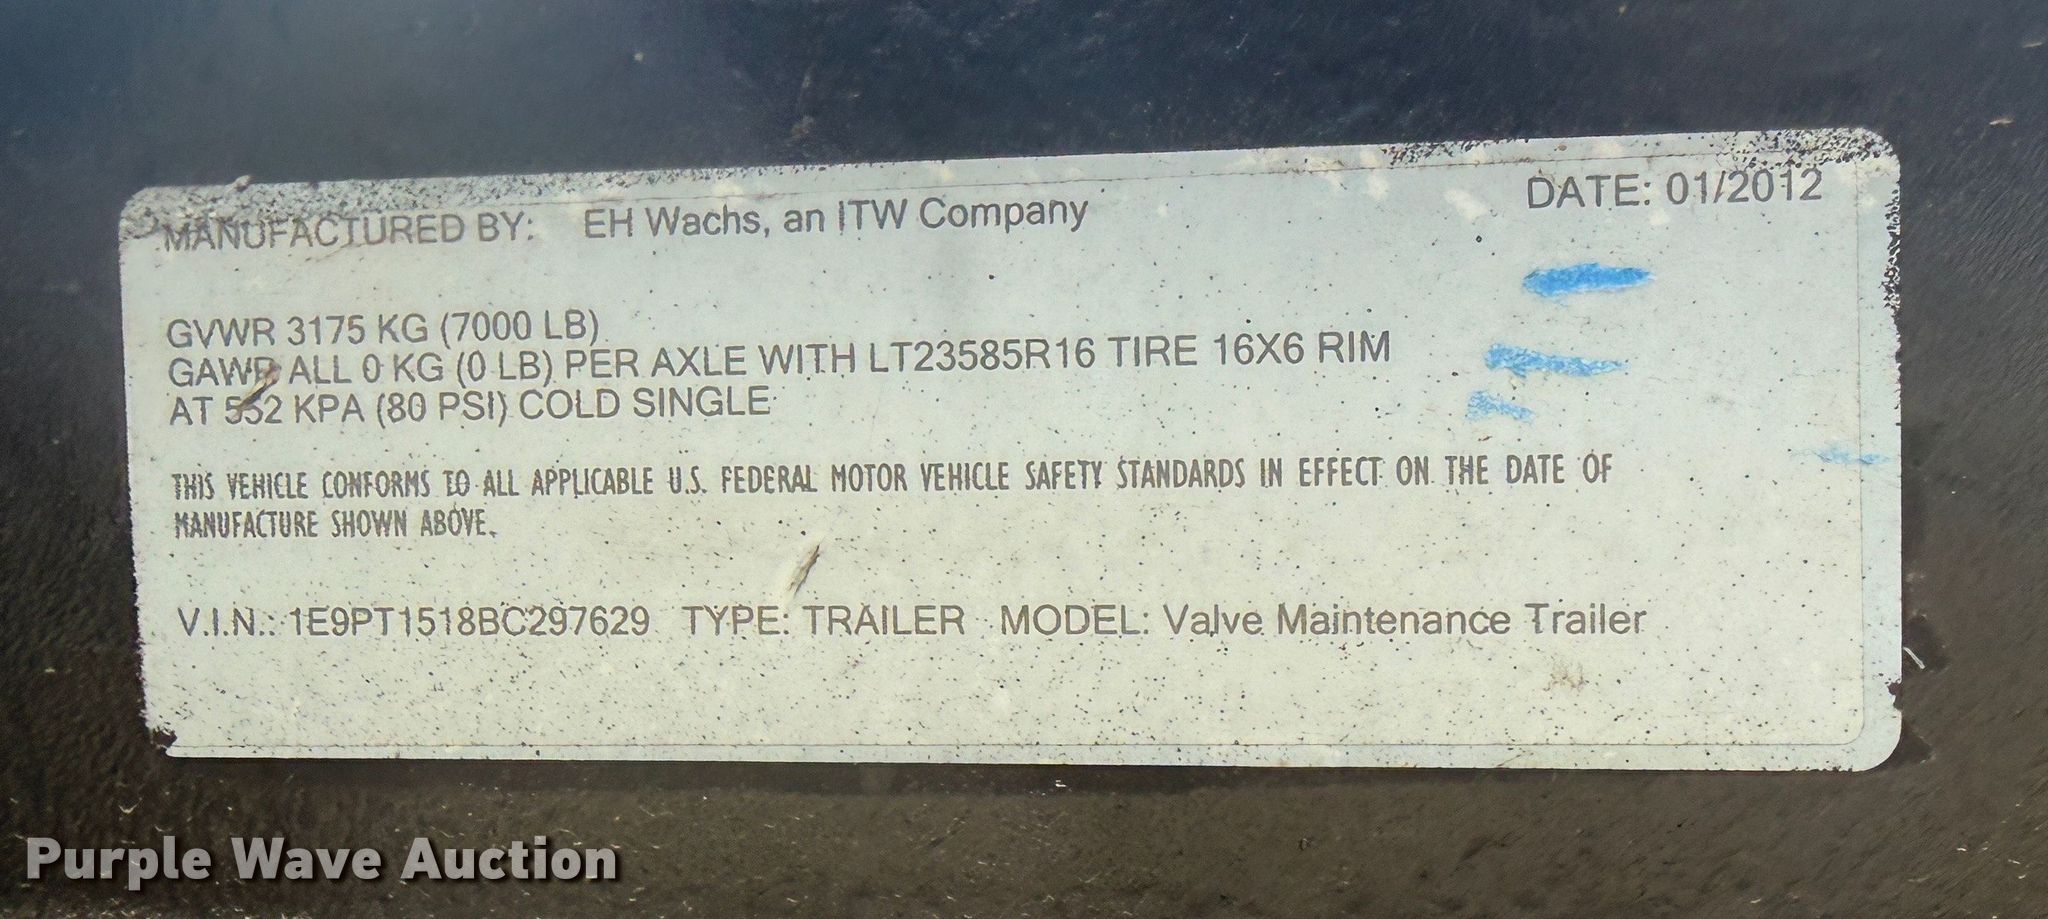 MANUFACTURED BY: EH Wachs, an ITW Company DATE: 01/2012
GVWR 3175 KG (7000 LB)
GAWR ALL 0 KG (0 LB) PER AXLE WITH LT23585R16 TIRE 16X6 RIM
AT 552 KPA (80 PSI) COLD SINGLE
THIS VEHICLE CONFORMS TO ALL APPLICABLE U.S. FEDERAL MOTOR VEHICLE SAFETY STANDARDS IN EFFECT ON THE DATE OF
MANUFACTURE SHOWN ABOVE.
V.I.N.: 1E9PT1518BC297629 TYPE: TRAILER MODEL: Valve Maintenance Trailer
Purple Wave Auction